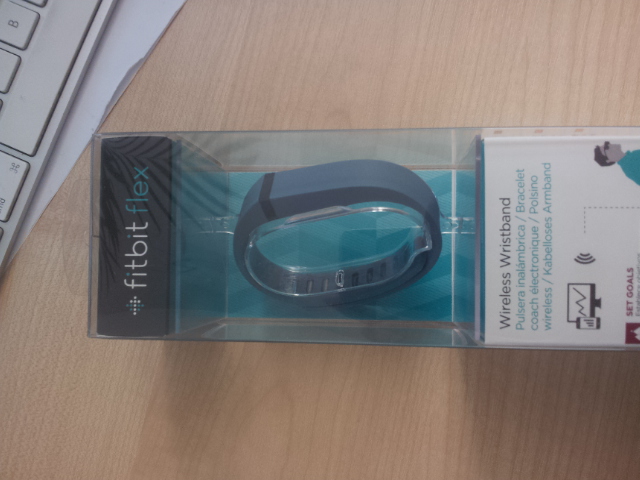 fitbit flex
Wireless Wristband
Pulsera inalámbrica / Bracelet
coach électronique / Polsino
wireless / Kabelloses Armband
SET GOALS